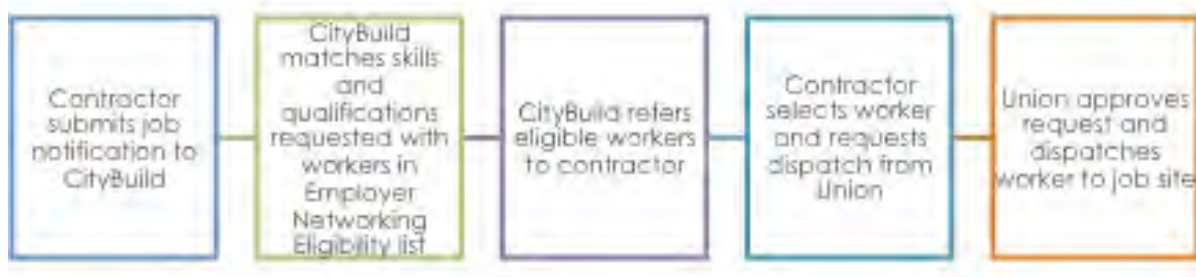 Contractor
submits job
notification to
CityBuild
CityBuild
matches skills
and
qualifications
requested with
workers in
Employer
Networking
Eligibility list
CityBuild refers
eligible workers
to contractor
Contractor
selects worker
and requests
dispatch from
Union
Union approves
request and
dispatches
worker to job site